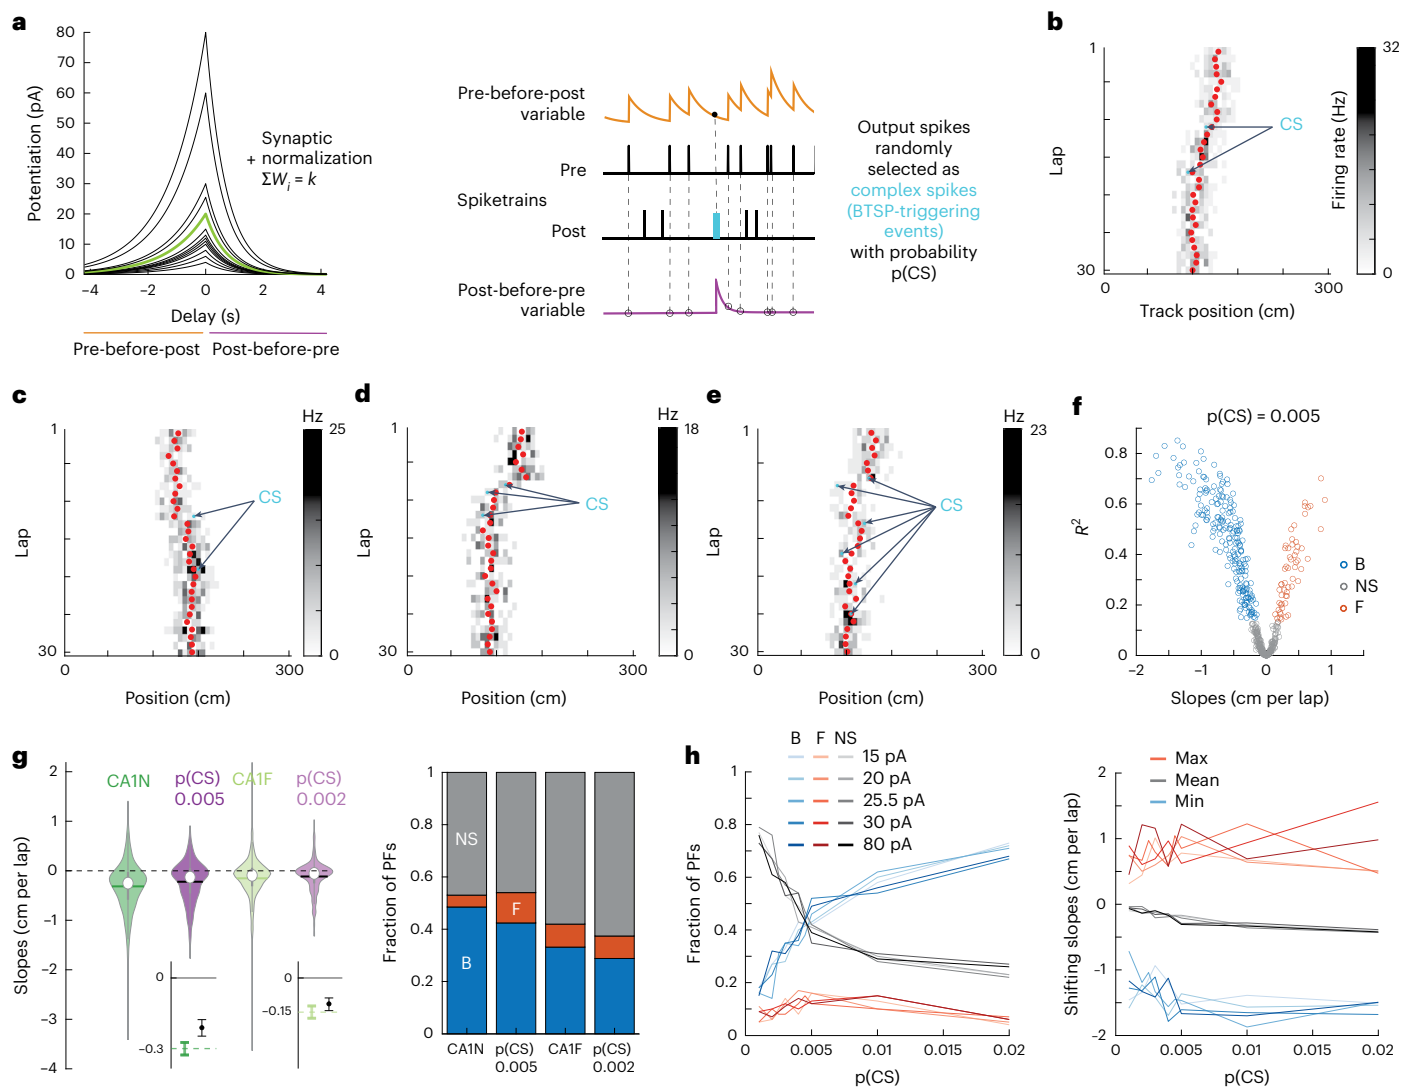 a
80
70
60
50
40
30
20
10
0
Potentiation (pA)
−4
−2
0
2
4
Delay (s)
Pre-before-post
Post-before-pre
Synaptic
+ normalization
ΣWi = k
Pre-before-post
variable
Pre
Spiketrains
Post
Post-before-pre
variable
Output spikes
randomly
selected as
complex spikes
(BTSP-triggering
events)
with probability
p(CS)
b
1
Lap
30
0
300
Track position (cm)
CS
32
Firing rate (Hz)
0
c
1
Lap
30
0
300
Position (cm)
CS
Hz
25
0
d
1
Lap
30
0
300
Position (cm)
CS
Hz
18
0
e
1
Lap
30
0
300
Position (cm)
CS
Hz
23
0
f
p(CS) = 0.005
0.8
0.6
0.4
0.2
0
R2
−2
−1
0
1
2
Slopes (cm per lap)
B
NS
F
g
2
1
0
−1
−2
−3
−4
Slopes (cm per lap)
CA1N
p(CS)
0.005
CA1F
p(CS)
0.002
0
−0.3
0
−0.15
1
0.8
0.6
0.4
0.2
0
Fraction of PFs
NS
F
B
CA1N
p(CS)
0.005
CA1F
p(CS)
0.002
h
B F NS
15 pA
20 pA
25.5 pA
30 pA
80 pA
1
0.8
0.6
0.4
0.2
0
Fraction of PFs
0
0.005
0.01
0.015
0.02
p(CS)
Max
Mean
Min
2
1
0
−1
−2
Shifting slopes (cm per lap)
0
0.005
0.01
0.015
0.02
p(CS)